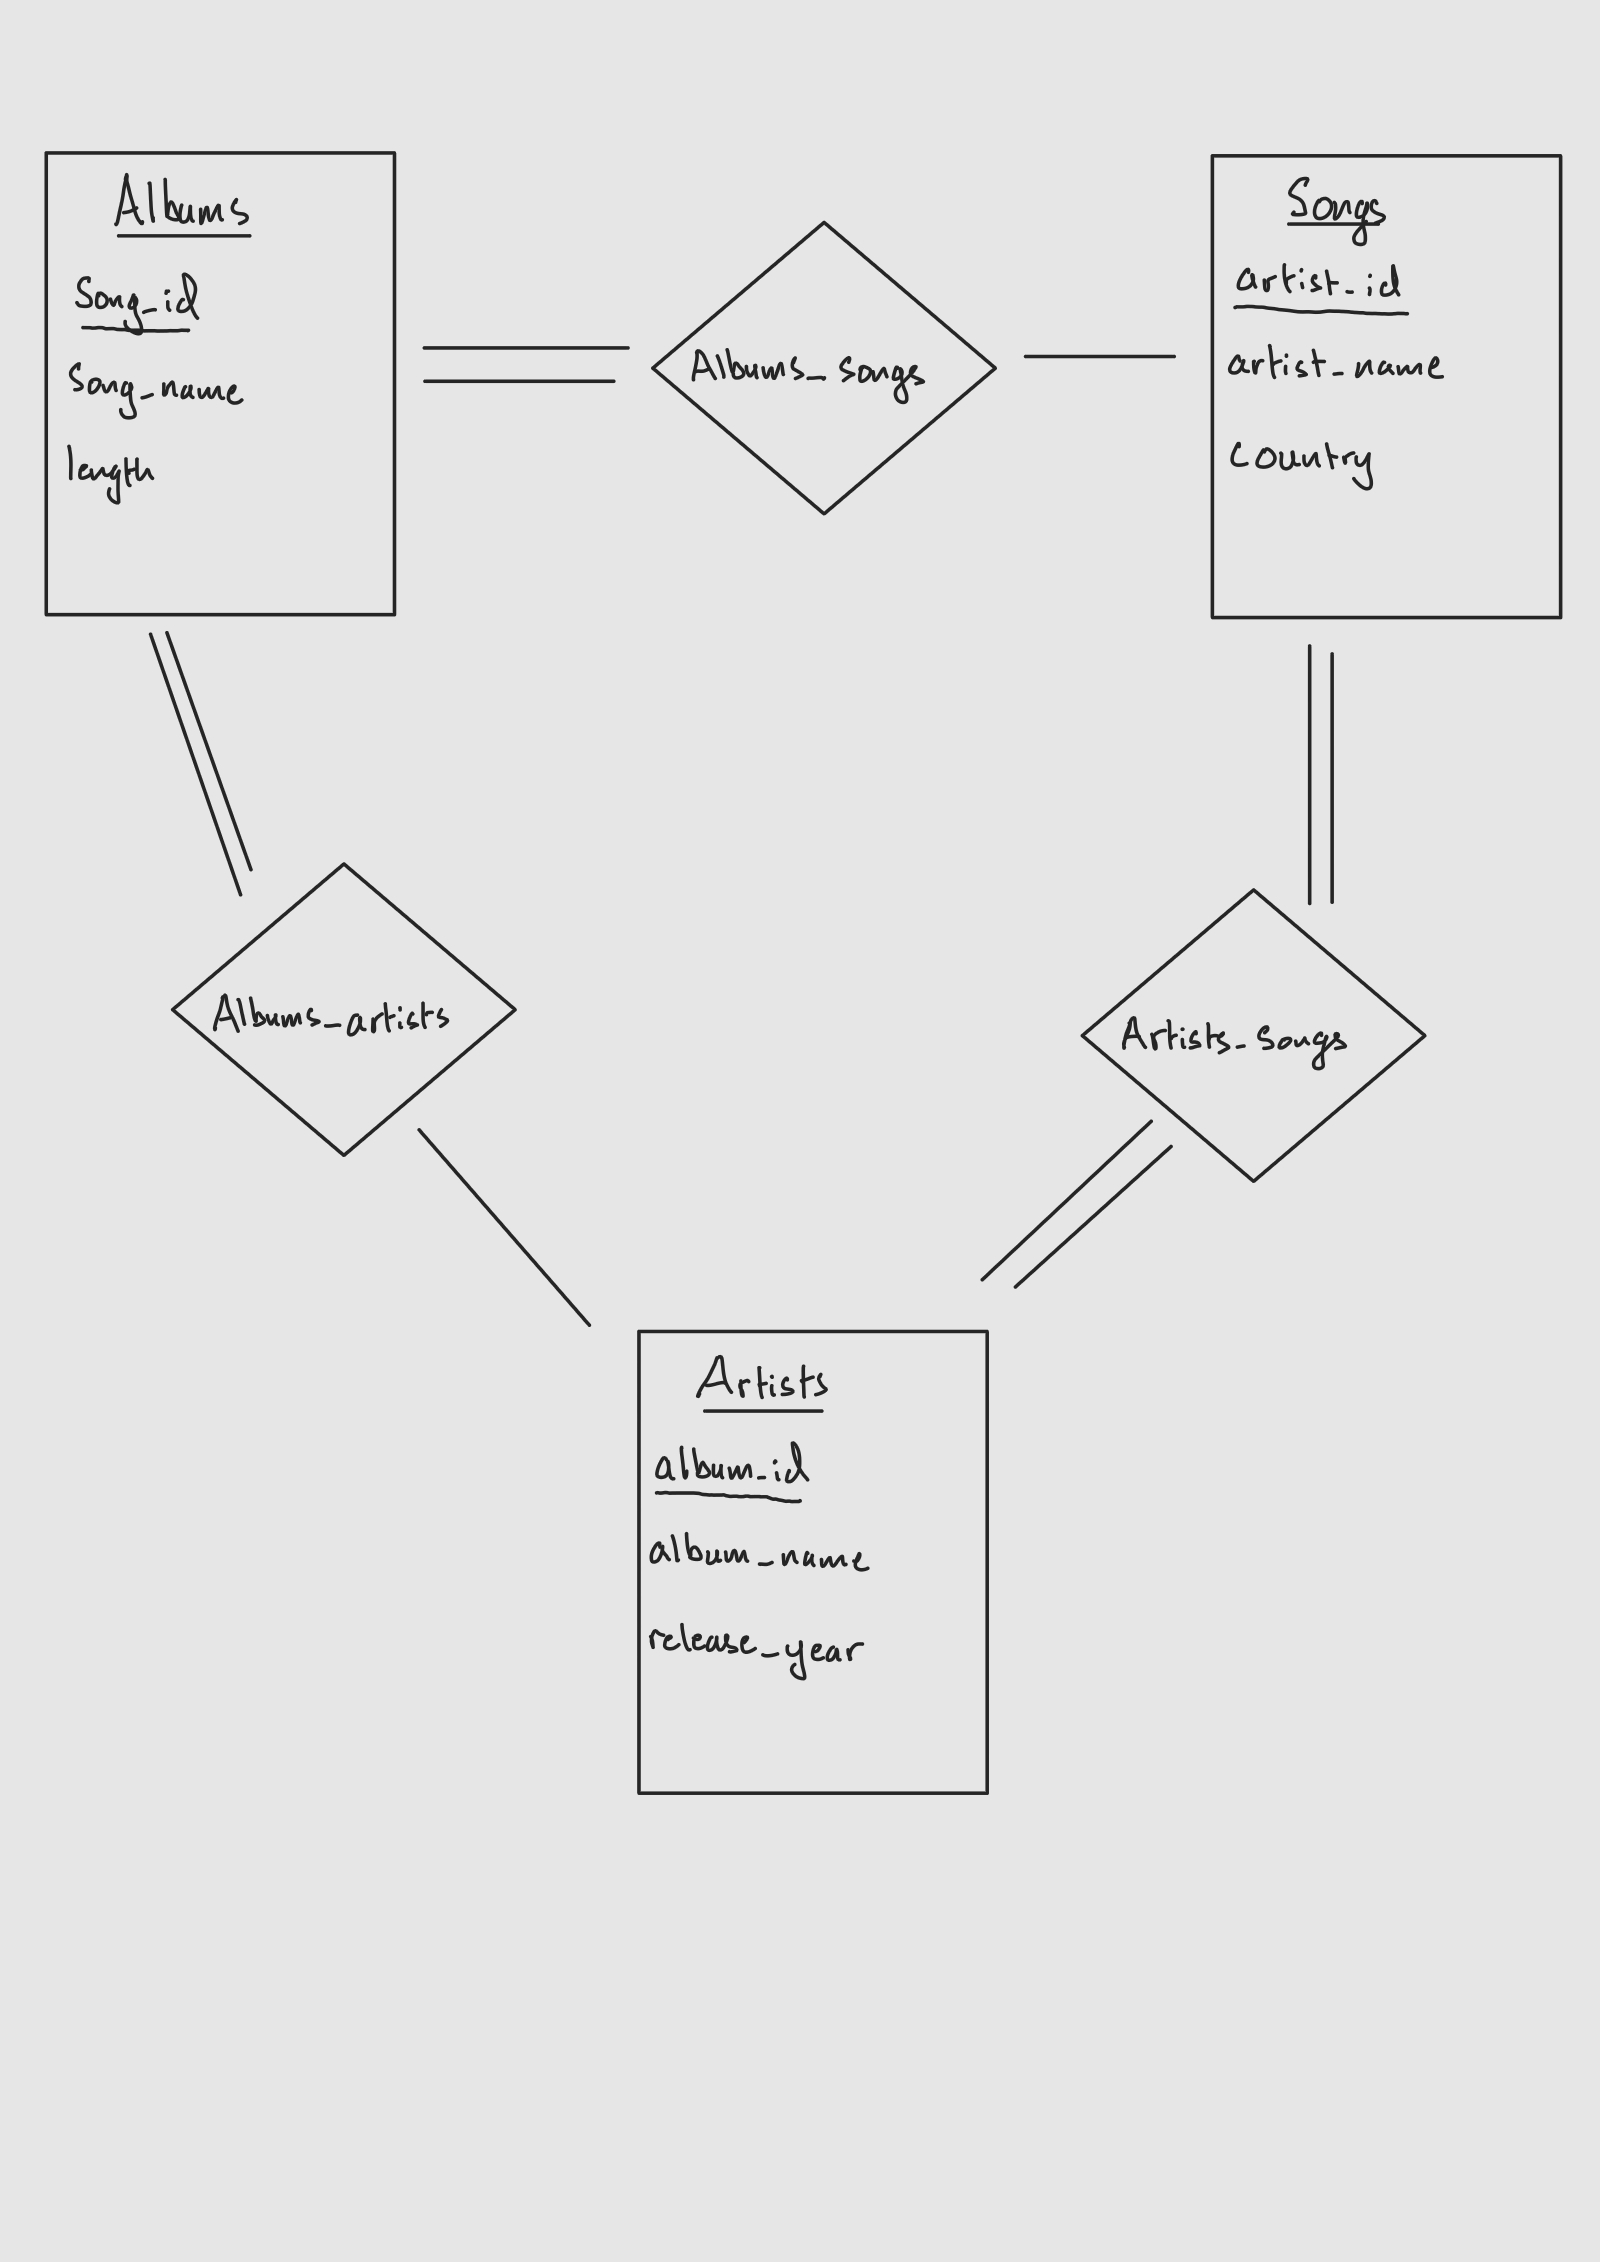 Albums
Song_id
Song_name
length
Albums_songs
Songs
artist_id
artist_name
country
Albums_artists
Artists_songs
Artists
album_id
album_name
release_year